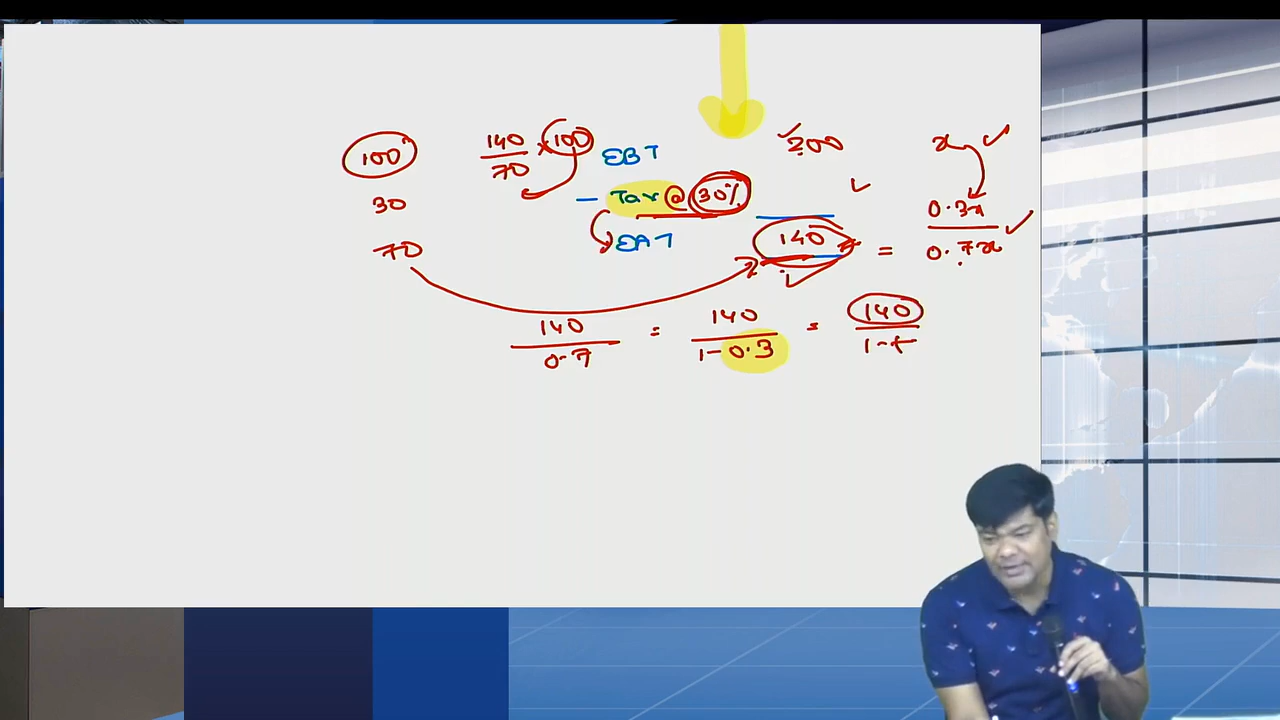 100 140/70 × 100 EBT 200 x
30 - Tax @ 30% 0.3x
70 EAT 140 = 0.7x
140/0.7 = 140/1-0.3 = 140/1-t